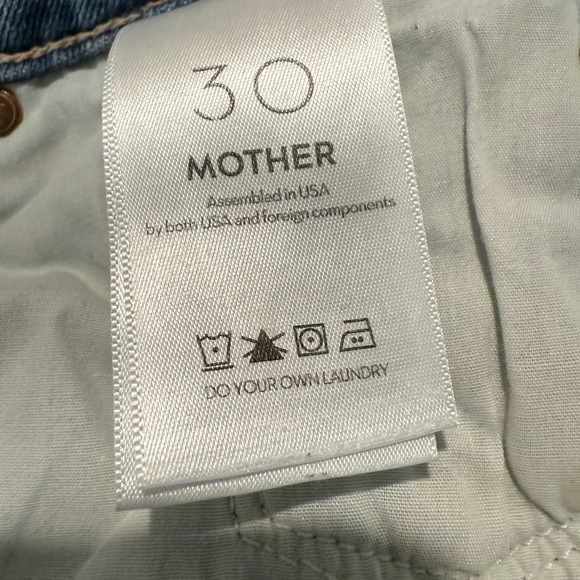 30
MOTHER
Assembled in USA
by both USA and foreign components
DO YOUR OWN LAUNDRY